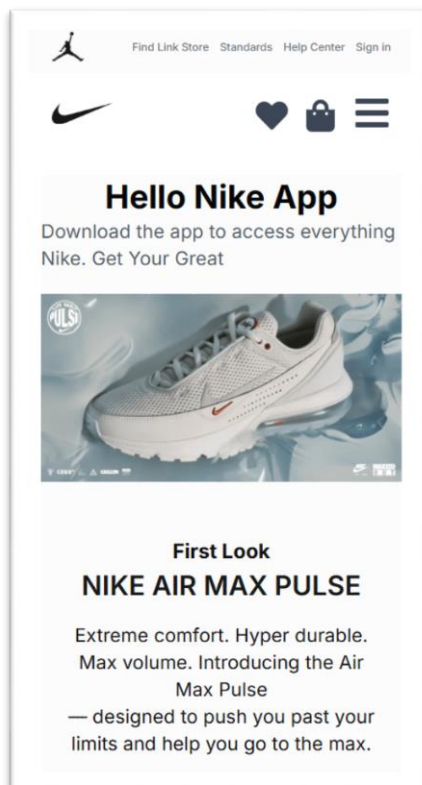 Find Link Store Standards Help Center Sign in
Hello Nike App
Download the app to access everything
Nike. Get Your Great
First Look
NIKE AIR MAX PULSE
Extreme comfort. Hyper durable.
Max volume. Introducing the Air
Max Pulse
— designed to push you past your
limits and help you go to the max.